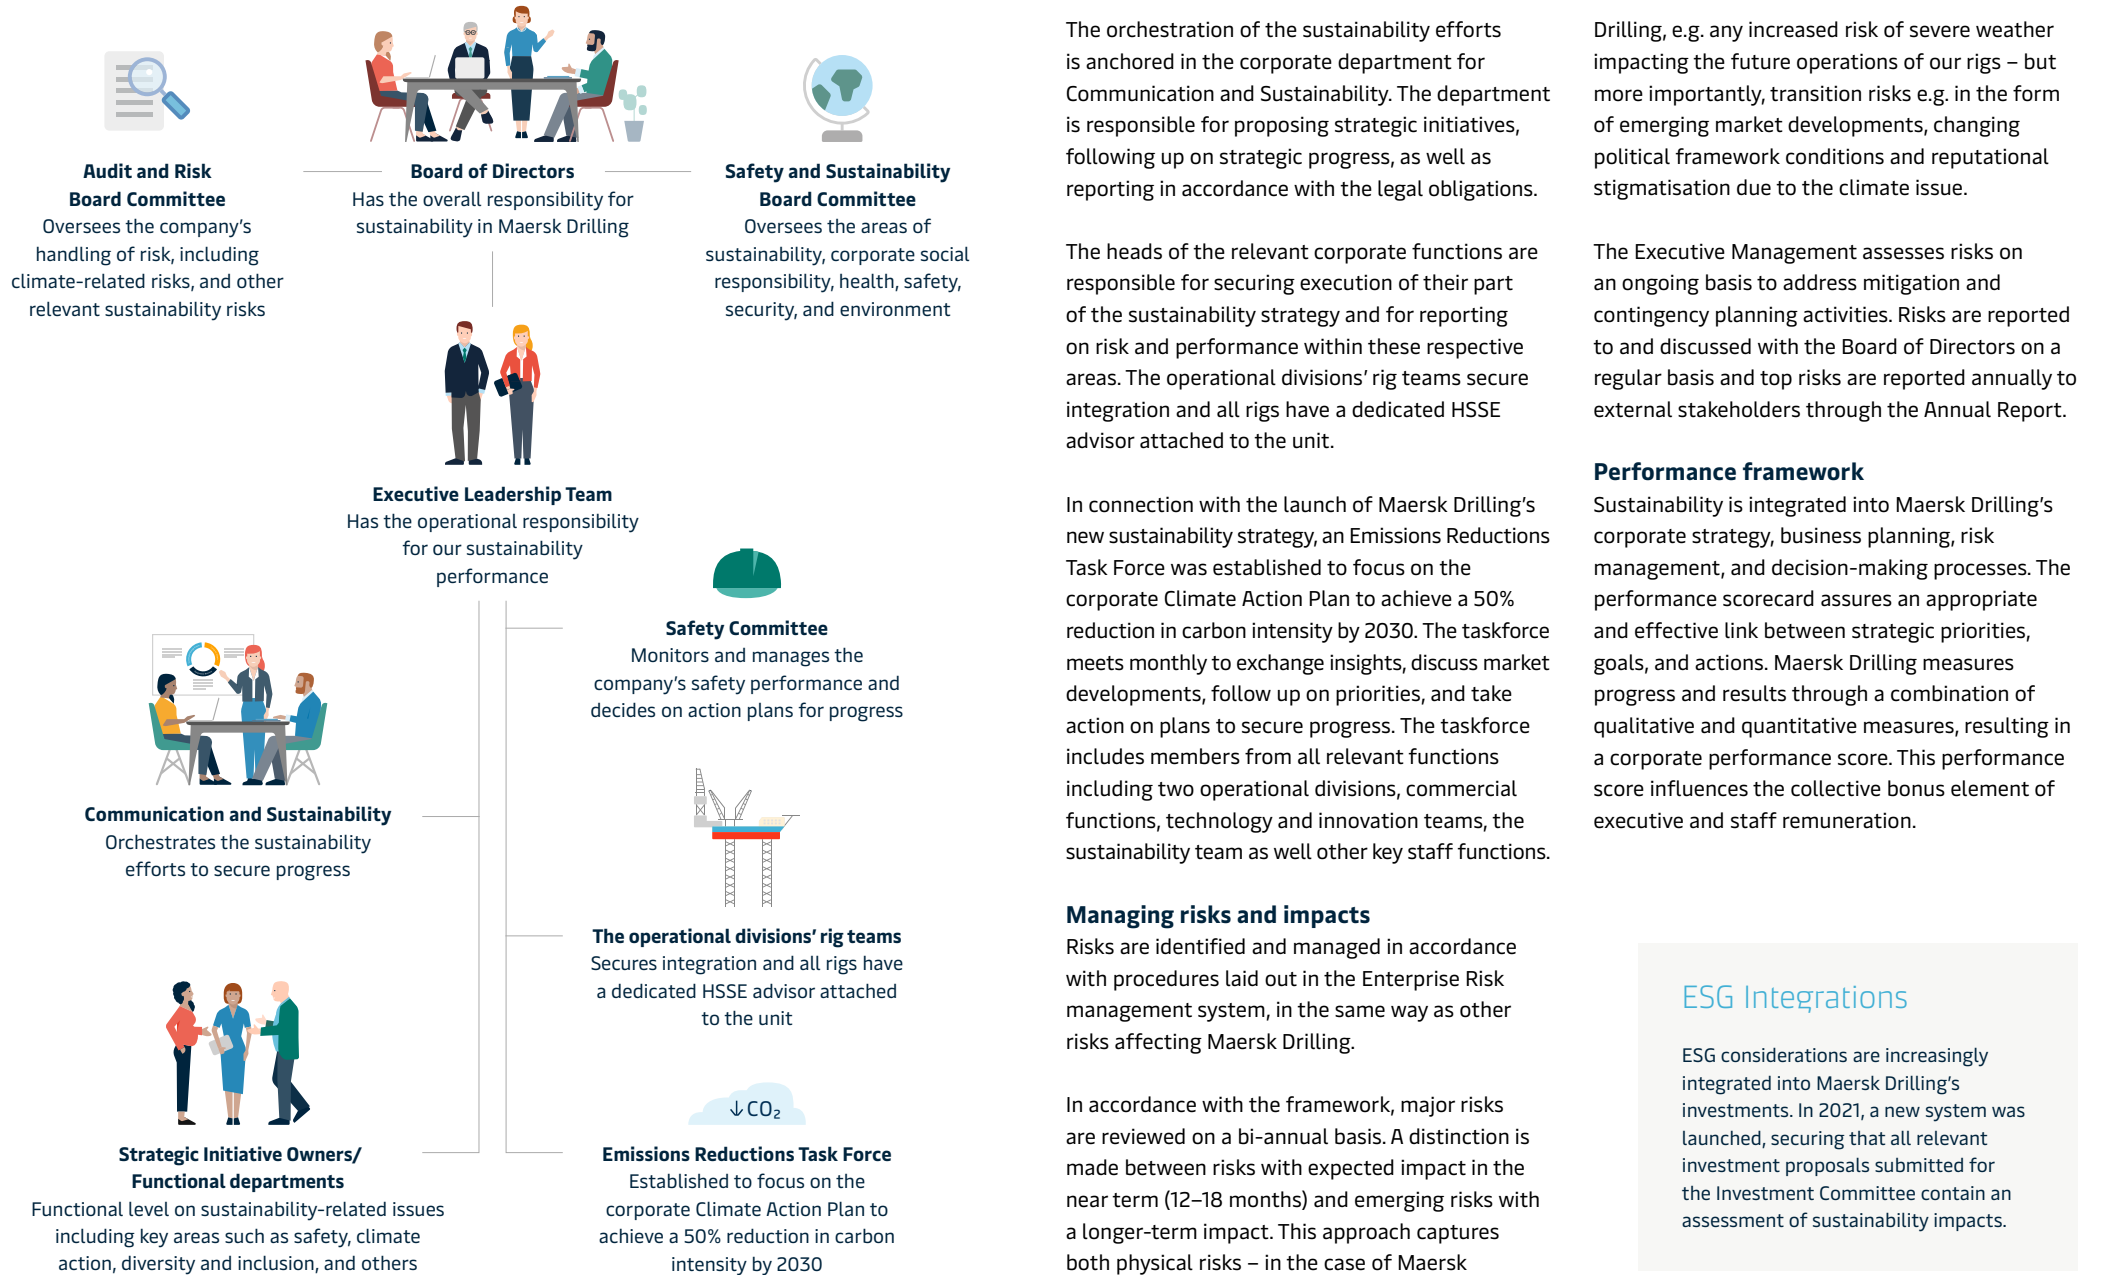 Audit and Risk
Board Committee
Oversees the company's
handling of risk, including
climate-related risks, and other
relevant sustainability risks
Board of Directors
Has the overall responsibility for
sustainability in Maersk Drilling
Safety and Sustainability
Board Committee
Oversees the areas of
sustainability, corporate social
responsibility, health, safety,
security, and environment
Executive Leadership Team
Has the operational responsibility
for our sustainability
performance
Safety Committee
Monitors and manages the
company's safety performance and
decides on action plans for progress
Communication and Sustainability
Orchestrates the sustainability
efforts to secure progress
The operational divisions' rig teams
Secures integration and all rigs have
a dedicated HSSE advisor attached
to the unit
Strategic Initiative Owners/
Functional departments
Functional level on sustainability-related issues
including key areas such as safety, climate
action, diversity and inclusion, and others
↓CO₂
Emissions Reductions Task Force
Established to focus on the
corporate Climate Action Plan to
achieve a 50% reduction in carbon
intensity by 2030
The orchestration of the sustainability efforts
is anchored in the corporate department for
Communication and Sustainability. The department
is responsible for proposing strategic initiatives,
following up on strategic progress, as well as
reporting in accordance with the legal obligations.
The heads of the relevant corporate functions are
responsible for securing execution of their part
of the sustainability strategy and for reporting
on risk and performance within these respective
areas. The operational divisions' rig teams secure
integration and all rigs have a dedicated HSSE
advisor attached to the unit.
In connection with the launch of Maersk Drilling's
new sustainability strategy, an Emissions Reductions
Task Force was established to focus on the
corporate Climate Action Plan to achieve a 50%
reduction in carbon intensity by 2030. The taskforce
meets monthly to exchange insights, discuss market
developments, follow up on priorities, and take
action on plans to secure progress. The taskforce
includes members from all relevant functions
including two operational divisions, commercial
functions, technology and innovation teams, the
sustainability team as well other key staff functions.
Managing risks and impacts
Risks are identified and managed in accordance
with procedures laid out in the Enterprise Risk
management system, in the same way as other
risks affecting Maersk Drilling.
In accordance with the framework, major risks
are reviewed on a bi-annual basis. A distinction is
made between risks with expected impact in the
near term (12–18 months) and emerging risks with
a longer-term impact. This approach captures
both physical risks – in the case of Maersk
Drilling, e.g. any increased risk of severe weather
impacting the future operations of our rigs – but
more importantly, transition risks e.g. in the form
of emerging market developments, changing
political framework conditions and reputational
stigmatisation due to the climate issue.
The Executive Management assesses risks on
an ongoing basis to address mitigation and
contingency planning activities. Risks are reported
to and discussed with the Board of Directors on a
regular basis and top risks are reported annually to
external stakeholders through the Annual Report.
Performance framework
Sustainability is integrated into Maersk Drilling's
corporate strategy, business planning, risk
management, and decision-making processes. The
performance scorecard assures an appropriate
and effective link between strategic priorities,
goals, and actions. Maersk Drilling measures
progress and results through a combination of
qualitative and quantitative measures, resulting in
a corporate performance score. This performance
score influences the collective bonus element of
executive and staff remuneration.
ESG Integrations
ESG considerations are increasingly
integrated into Maersk Drilling's
investments. In 2021, a new system was
launched, securing that all relevant
investment proposals submitted for
the Investment Committee contain an
assessment of sustainability impacts.